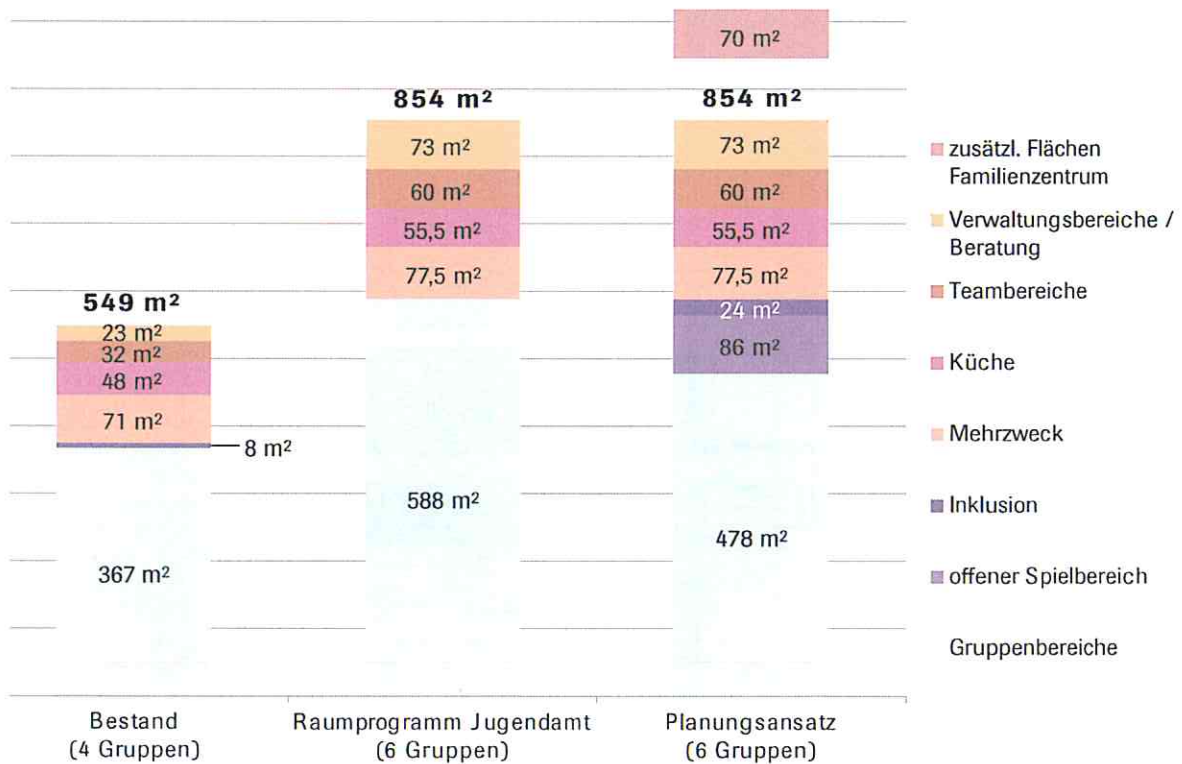 70 m²
854 m²
854 m²
73 m²
73 m²
60 m²
60 m²
55,5 m²
55,5 m²
77,5 m²
77,5 m²
549 m²
24 m²
23 m²
32 m²
86 m²
48 m²
71 m²
8 m²
588 m²
478 m²
367 m²
zusätzl. Flächen
Familienzentrum
Verwaltungsbereiche /
Beratung
Teambereiche
Küche
Mehrzweck
Inklusion
offener Spielbereich
Gruppenbereiche
Bestand
(4 Gruppen)
Raumprogramm Jugendamt
(6 Gruppen)
Planungsansatz
(6 Gruppen)